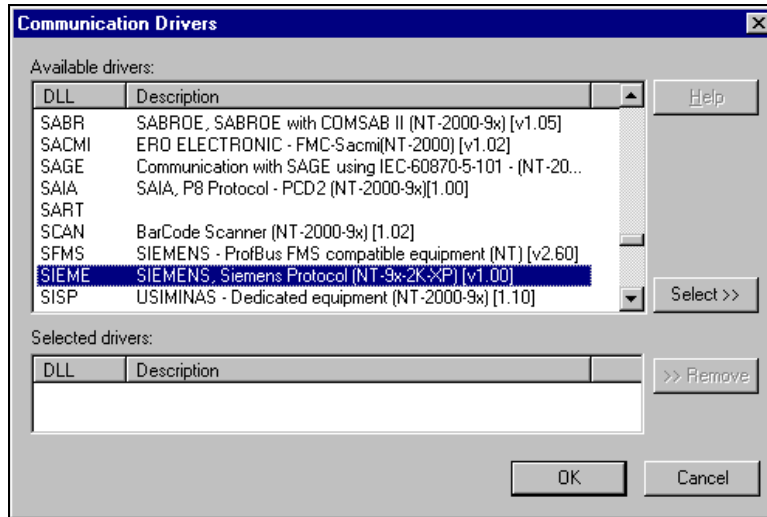 Communication Drivers
Available drivers:
DLL Description
Help
SABR SABROE, SABROE with COMSAB II (NT-2000-9x) [v1.05]
SACMI ERO ELECTRONIC - FMC-Sacmi(NT-2000) [v1.02]
SAGE Communication with SAGE using IEC-60870-5-101 - (NT-20...
SAIA SAIA, P8 Protocol - PCD2 (NT-2000-9x)[1.00]
SART
SCAN BarCode Scanner (NT-2000-9x) [1.02]
SFMS SIEMENS - ProfBus FMS compatible equipment (NT) [v2.60]
SIEME SIEMENS, Siemens Protocol (NT-9x-2K-XP) [v1.00]
SISP USIMINAS - Dedicated equipment (NT-2000-9x) [1.10]
Select >>
Selected drivers:
DLL Description
>> Remove
OK Cancel